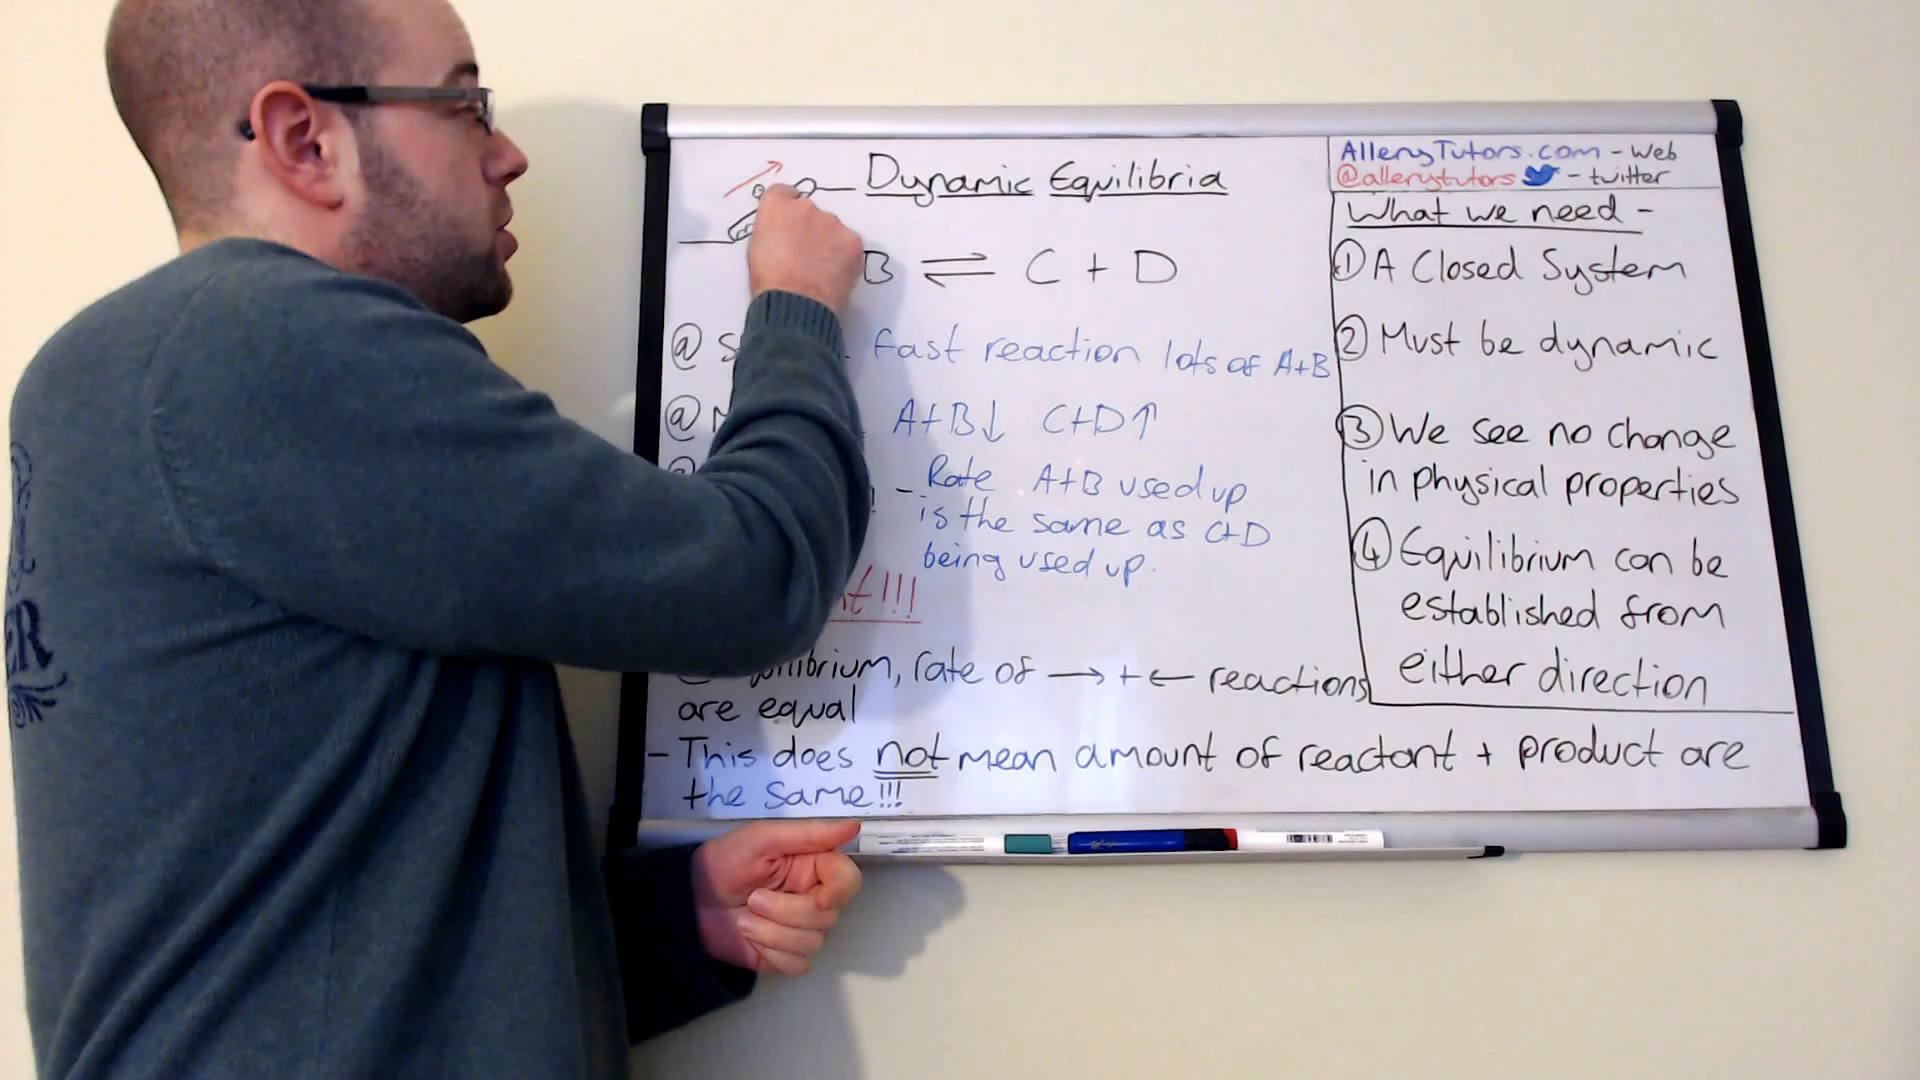 Dynamic Equilibria
B ⇌ C + D
@
fast reaction lots of A+B
@
A+B↓ C+D↑
- Rate A+B used up
is the same as C+D
being used up.
!!!
rate of → + ← reactions
are equal
- This does not mean amount of reactant + product are
the same!!!
AlleryTutors.com - Web
@allerytutors - twitter
What we need -
① A Closed System
② Must be dynamic
③ We see no change
in physical properties
④ Equilibrium can be
established from
either direction